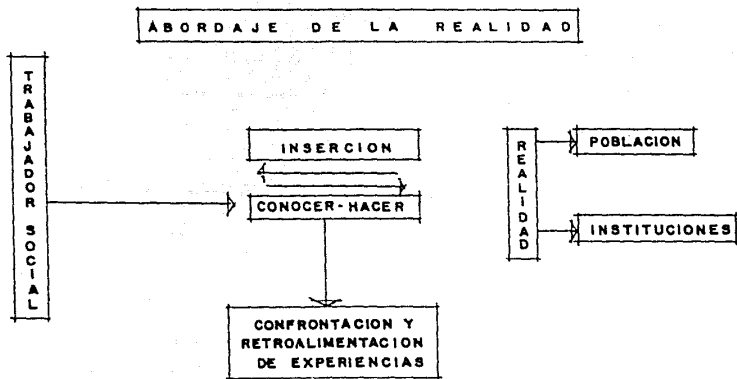 ABORDAJE DE LA REALIDAD
TRABAJADOR SOCIAL
INSERCION
CONOCER-HACER
CONFRONTACION Y
RETROALIMENTACION
DE EXPERIENCIAS
REALIDAD
POBLACION
INSTITUCIONES